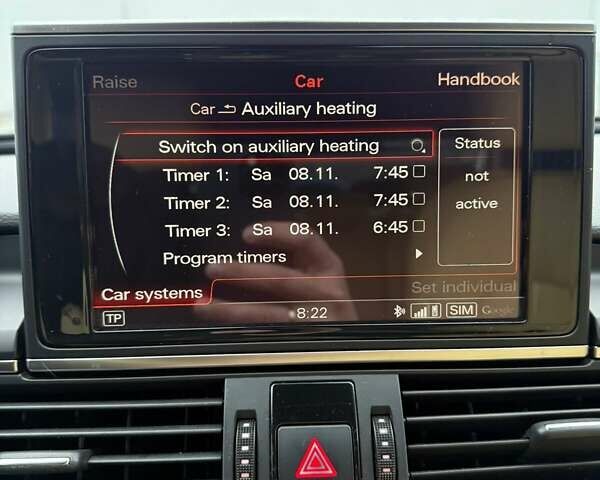 Raise Car Handbook
Car Auxiliary heating
Switch on auxiliary heating Status
Timer 1: Sa 08.11. 7:45 not
Timer 2: Sa 08.11. 7:45 active
Timer 3: Sa 08.11. 6:45
Program timers
Car systems Set individual
TP 8:22 SIM Google